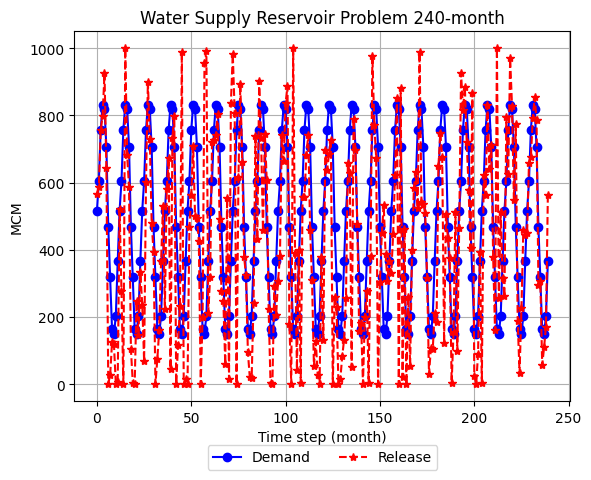 Water Supply Reservoir Problem 240-month
1000
800
600
400
200
0
MCM
0 50 100 150 200 250
Time step (month)
Demand Release